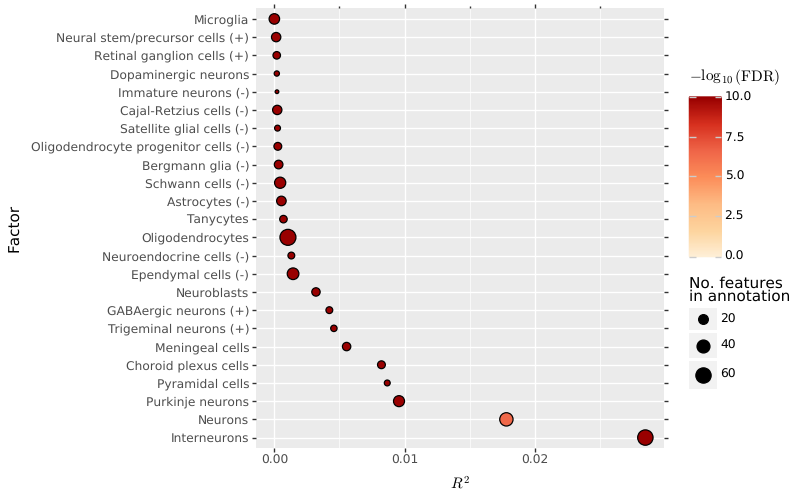 Microglia
Neural stem/precursor cells (+)
Retinal ganglion cells (+)
Dopaminergic neurons
Immature neurons (-)
Cajal-Retzius cells (-)
Satellite glial cells (-)
Oligodendrocyte progenitor cells (-)
Bergmann glia (-)
Schwann cells (-)
Astrocytes (-)
Tanycytes
Oligodendrocytes
Neuroendocrine cells (-)
Ependymal cells (-)
Neuroblasts
GABAergic neurons (+)
Trigeminal neurons (+)
Meningeal cells
Choroid plexus cells
Pyramidal cells
Purkinje neurons
Neurons
Interneurons
Factor
0.00 0.01 0.02
R²
−log₁₀(FDR)
10.0
7.5
5.0
2.5
0.0
No. features
in annotation
20
40
60